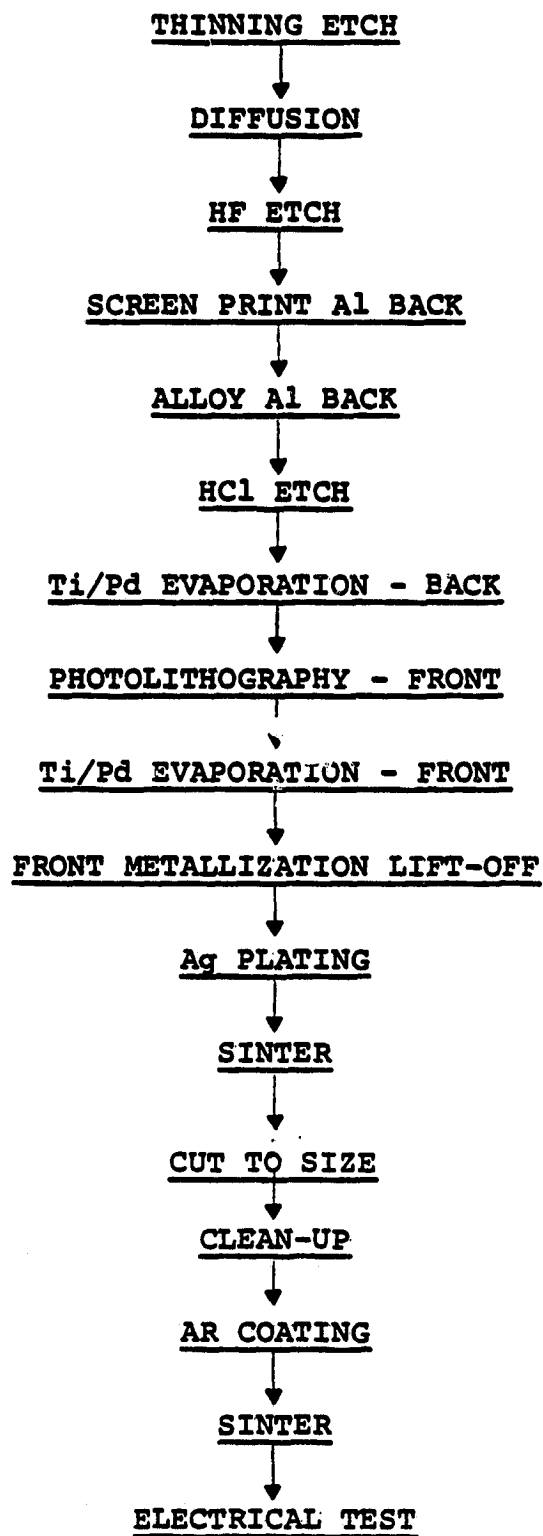 THINNING ETCH
DIFFUSION
HF ETCH
SCREEN PRINT Al BACK
ALLOY Al BACK
HCl ETCH
Ti/Pd EVAPORATION - BACK
PHOTOLITHOGRAPHY - FRONT
Ti/Pd EVAPORATION - FRONT
FRONT METALLIZATION LIFT-OFF
Ag PLATING
SINTER
CUT TO SIZE
CLEAN-UP
AR COATING
SINTER
ELECTRICAL TEST